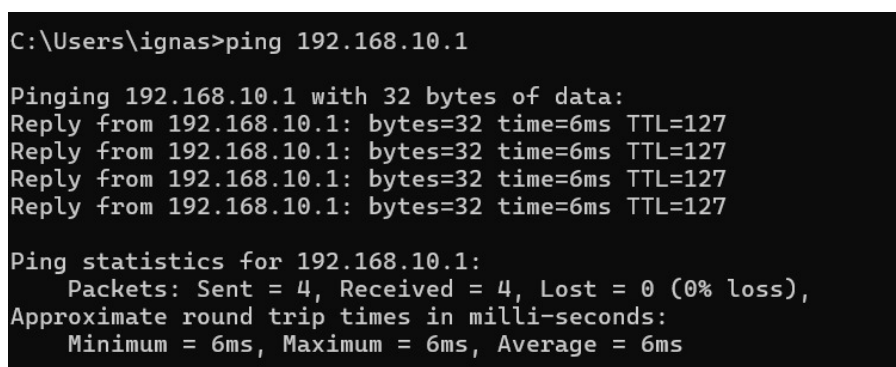 C:\Users\ignas>ping 192.168.10.1
Pinging 192.168.10.1 with 32 bytes of data:
Reply from 192.168.10.1: bytes=32 time=6ms TTL=127
Reply from 192.168.10.1: bytes=32 time=6ms TTL=127
Reply from 192.168.10.1: bytes=32 time=6ms TTL=127
Reply from 192.168.10.1: bytes=32 time=6ms TTL=127
Ping statistics for 192.168.10.1:
    Packets: Sent = 4, Received = 4, Lost = 0 (0% loss),
Approximate round trip times in milli-seconds:
    Minimum = 6ms, Maximum = 6ms, Average = 6ms